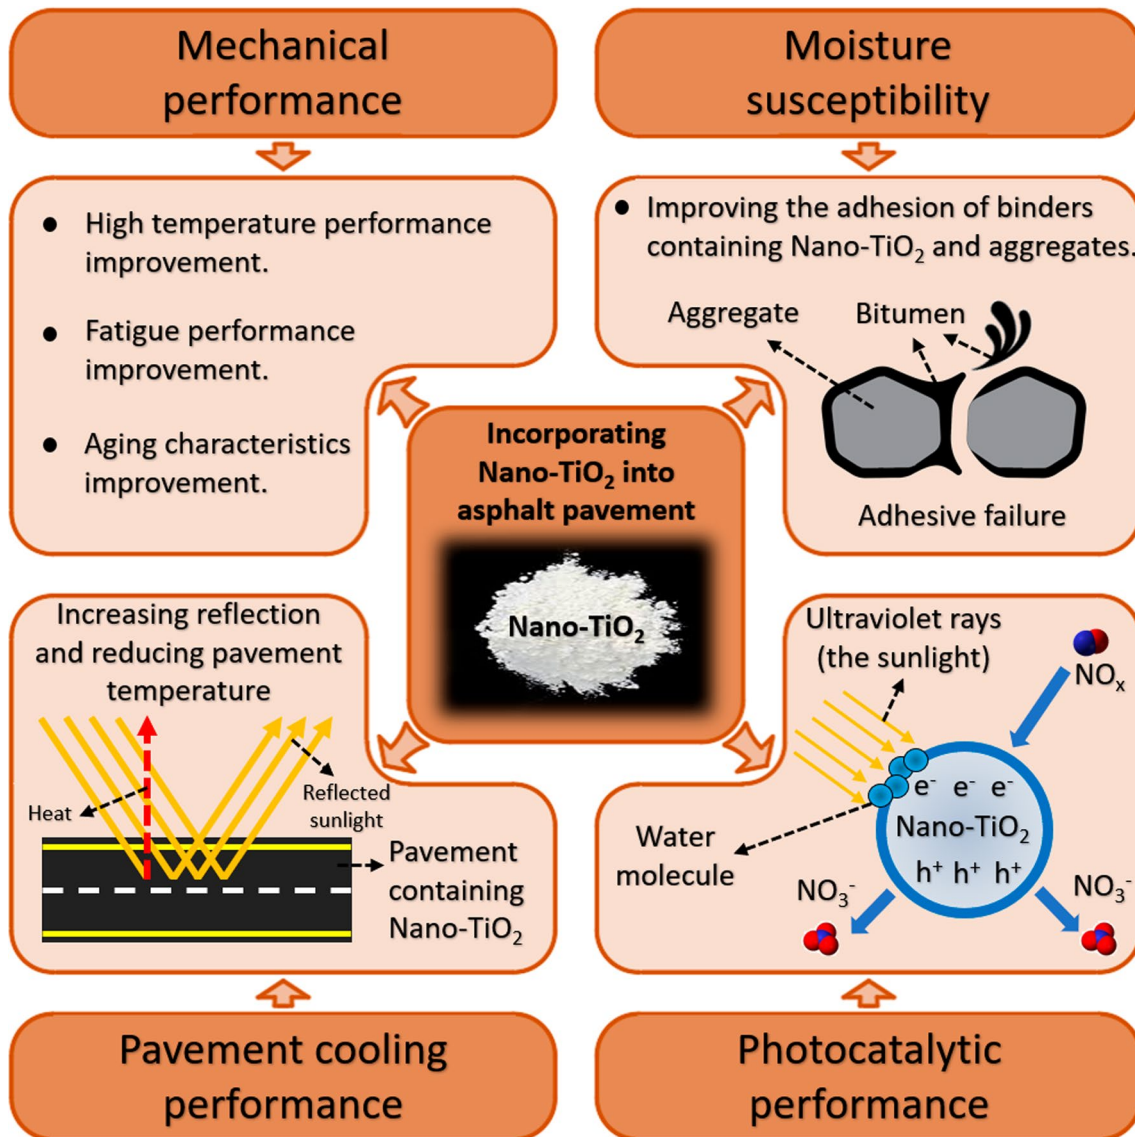 Mechanical
performance
Moisture
susceptibility
● High temperature performance
improvement.
● Fatigue performance
improvement.
● Aging characteristics
improvement.
● Improving the adhesion of binders
containing Nano-TiO₂ and aggregates.
Aggregate
Bitumen
Adhesive failure
Incorporating
Nano-TiO₂ into
asphalt pavement
Nano-TiO₂
Increasing reflection
and reducing pavement
temperature
Heat
Reflected
sunlight
Pavement
containing
Nano-TiO₂
Ultraviolet rays
(the sunlight)
NOₓ
e⁻ e⁻ e⁻
Nano-TiO₂
h⁺ h⁺ h⁺
Water
molecule
NO₃⁻
NO₃⁻
Pavement cooling
performance
Photocatalytic
performance